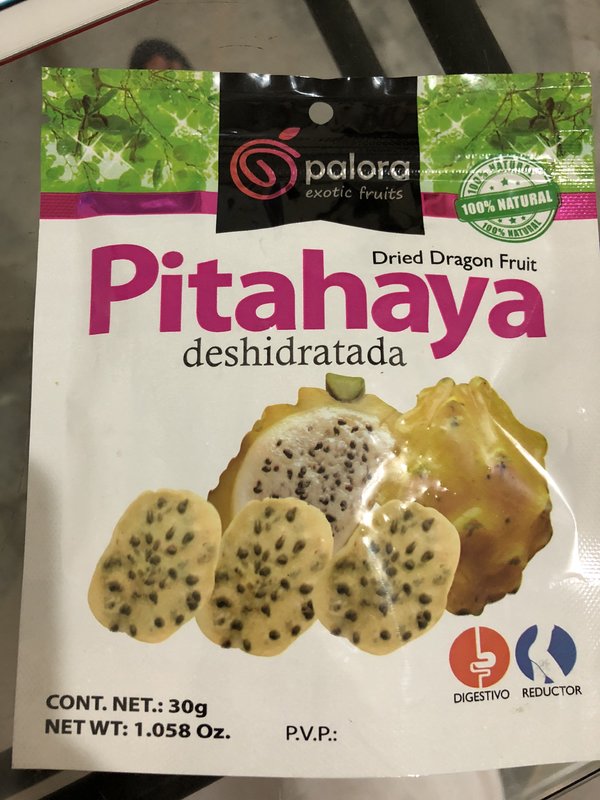 palora
exotic fruits
100% NATURAL
100% NATURAL
100% NATURAL
Dried Dragon Fruit
Pitahaya
deshidratada
DIGESTIVO
REDUCTOR
CONT. NET.: 30g
NET WT: 1.058 Oz.
P.V.P.: